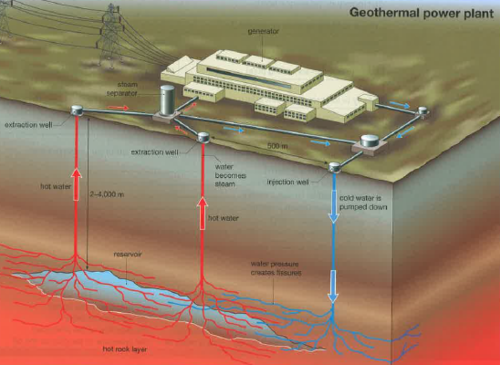 Geothermal power plant
generator
steam
separator
extraction well
extraction well
500 m
water
becomes
steam
injection well
cold water is
pumped down
hot water
2–4,000 m
hot water
reservoir
water pressure
creates fissures
hot rock layer